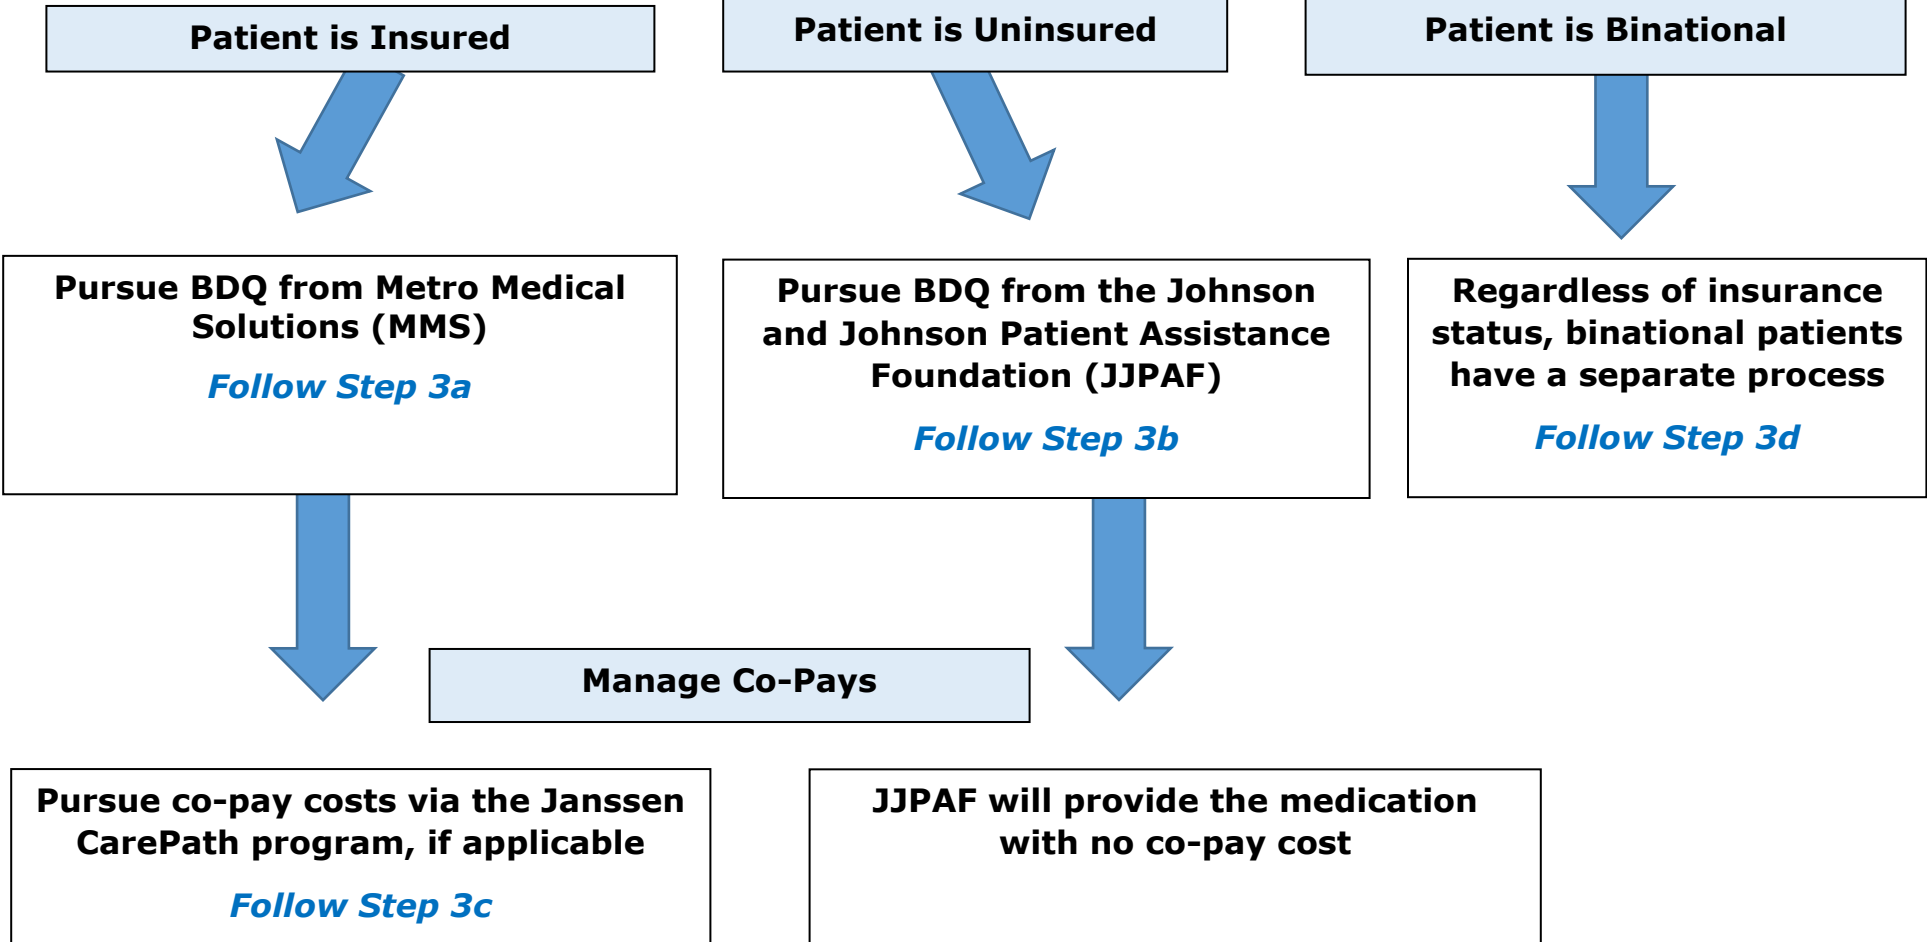 Patient is Insured
Patient is Uninsured
Patient is Binational
Pursue BDQ from Metro Medical
Solutions (MMS)
Follow Step 3a
Pursue BDQ from the Johnson
and Johnson Patient Assistance
Foundation (JJPAF)
Follow Step 3b
Regardless of insurance
status, binational patients
have a separate process
Follow Step 3d
Manage Co-Pays
Pursue co-pay costs via the Janssen
CarePath program, if applicable
Follow Step 3c
JJPAF will provide the medication
with no co-pay cost